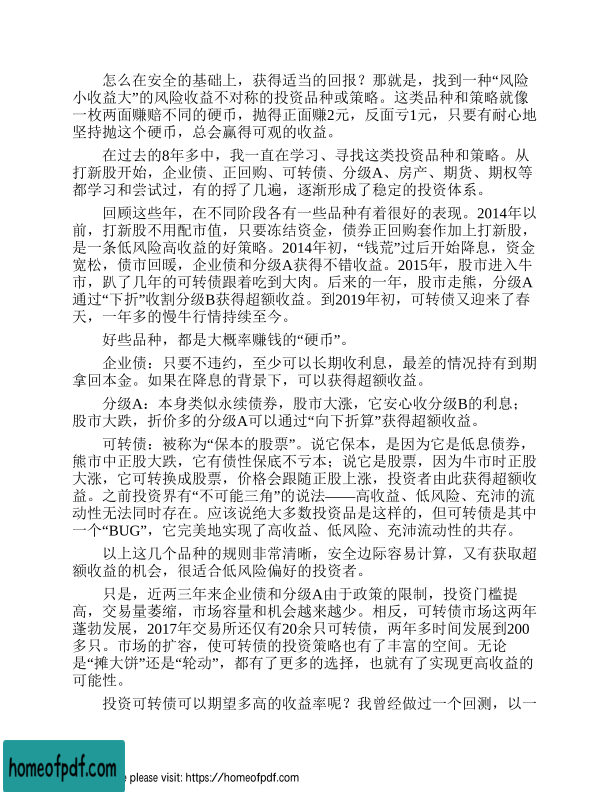 怎么在安全的基础上，获得适当的回报？那就是，找到一种“风险
小收益大”的风险收益不对称的投资品种或策略。这类品种和策略就像
一枚两面赚赔不同的硬币，抛得正面赚2元，反面亏1元，只要有耐心地
坚持抛这个硬币，总会赢得可观的收益。
在过去的8年多中，我一直在学习、寻找这类投资品种和策略。从
打新股开始，企业债、正回购、可转债、分级A、房产、期货、期权等
都学习和尝试过，有的捋了几遍，逐渐形成了稳定的投资体系。
回顾这些年，在不同阶段各有一些品种有着很好的表现。2014年以
前，打新股不用配市值，只要冻结资金，债券正回购套作加上打新股，
是一条低风险高收益的好策略。2014年初，“钱荒”过后开始降息，资金
宽松，债市回暖，企业债和分级A获得不错收益。2015年，股市进入牛
市，趴了几年的可转债跟着吃到大肉。后来的一年，股市走熊，分级A
通过“下折”收割分级B获得超额收益。到2019年初，可转债又迎来了春
天，一年多的慢牛行情持续至今。
好些品种，都是大概率赚钱的“硬币”。
企业债：只要不违约，至少可以长期收利息，最差的情况持有到期
拿回本金。如果在降息的背景下，可以获得超额收益。
分级A：本身类似永续债券，股市大涨，它安心收分级B的利息；
股市大跌，折价多的分级A可以通过“向下折算”获得超额收益。
可转债：被称为“保本的股票”。说它保本，是因为它是低息债券，
熊市中正股大跌，它有债性保底不亏本；说它是股票，因为牛市时正股
大涨，它可转换成股票，价格会跟随正股上涨，投资者由此获得超额收
益。之前投资界有“不可能三角”的说法——高收益、低风险、充沛的流
动性无法同时存在。应该说绝大多数投资品是这样的，但可转债是其中
一个“BUG”，它完美地实现了高收益、低风险、充沛流动性的共存。
以上这几个品种的规则非常清晰，安全边际容易计算，又有获取超
额收益的机会，很适合低风险偏好的投资者。
只是，近两三年来企业债和分级A由于政策的限制，投资门槛提
高，交易量萎缩，市场容量和机会越来越少。相反，可转债市场这两年
蓬勃发展，2017年交易所还仅有20余只可转债，两年多时间发展到200
多只。市场的扩容，使可转债的投资策略也有了丰富的空间。无论
是“摊大饼”还是“轮动”，都有了更多的选择，也就有了实现更高收益的
可能性。
投资可转债可以期望多高的收益率呢？我曾经做过一个回测，以一
homeofpdf.com
please visit: https://homeofpdf.com